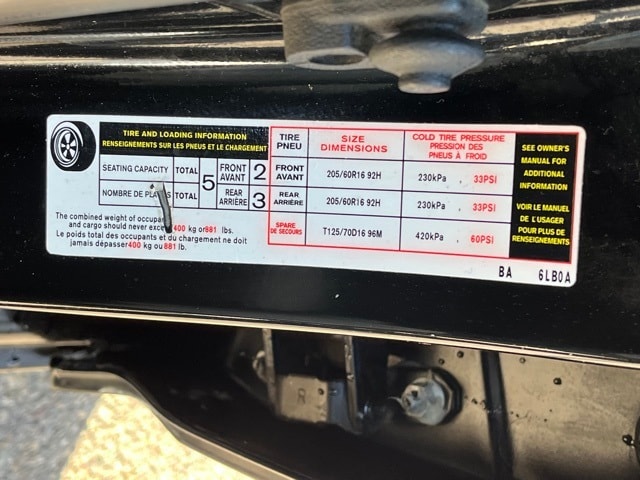 TIRE AND LOADING INFORMATION
RENSEIGNEMENTS SUR LES PNEUS ET LE CHARGEMENT
SEATING CAPACITY TOTAL 5 FRONT AVANT 2
NOMBRE DE TOTAL REAR ARRIÈRE 3
The combined weight of occupants
and cargo should never exceed 400 kg or 881 lbs.
Le poids total des occupants et du chargement ne doit
jamais dépasser 400 kg ou 881 lb.
TIRE PNEU SIZE DIMENSIONS COLD TIRE PRESSURE PRESSION DES PNEUS À FROID
FRONT AVANT 205/60R16 92H 230kPa , 33PSI
REAR ARRIÈRE 205/60R16 92H 230kPa , 33PSI
SPARE DE SECOURS T125/70D16 96M 420kPa , 60PSI
SEE OWNER'S
MANUAL FOR
ADDITIONAL
INFORMATION
VOIR LE MANUEL
DE L'USAGER
POUR PLUS DE
RENSEIGNEMENTS
BA 6LB0A